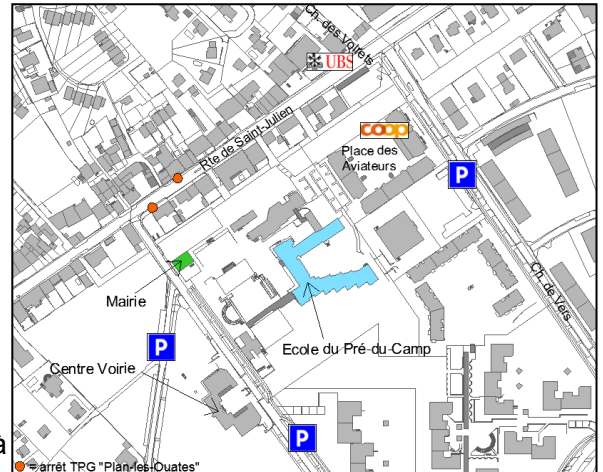 Ch. des Voirets
UBS
Rte de Saint-Julien
coop
Place des
Aviateurs
P
Ch. de Vers
Mairie
Ecole du Pré-du-Camp
P
Centre Voirie
P
à
= arrêt TPG "Plan-les-Ouates"